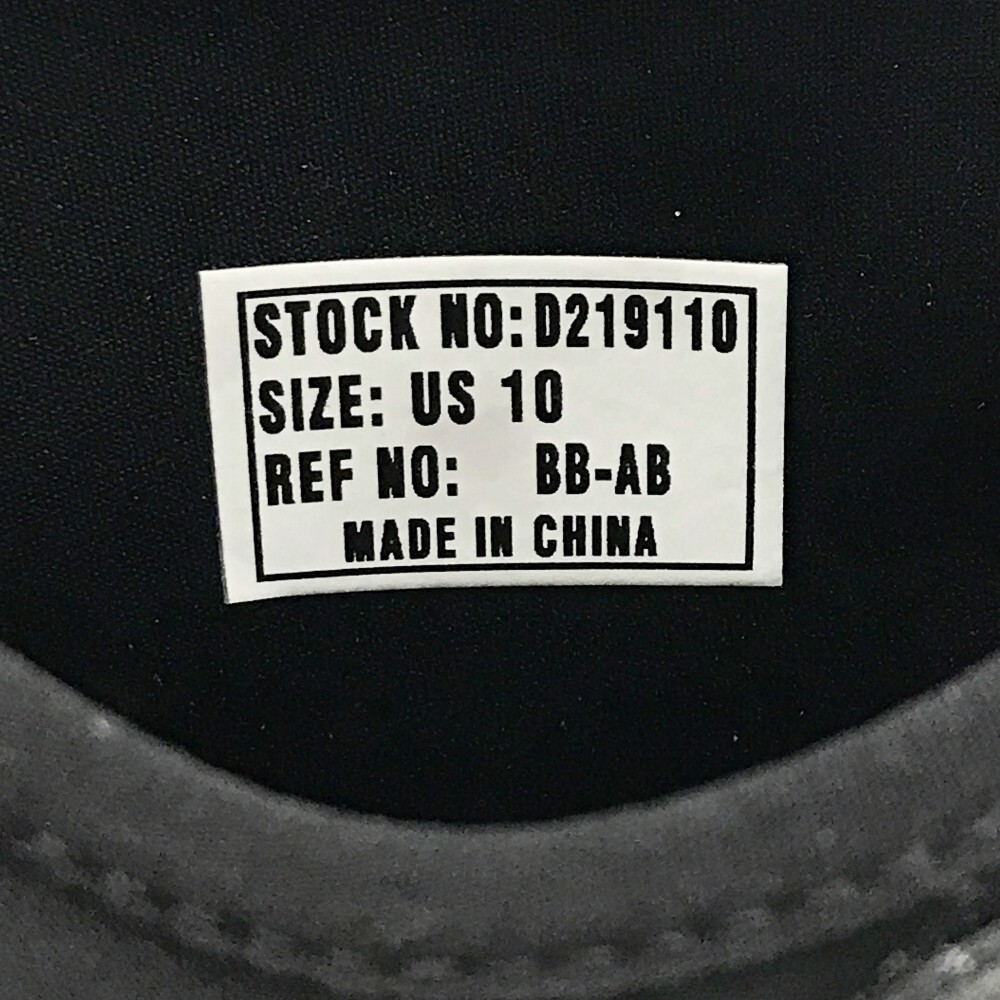 STOCK NO:D219110
SIZE: US 10
REF NO: BB-AB
MADE IN CHINA